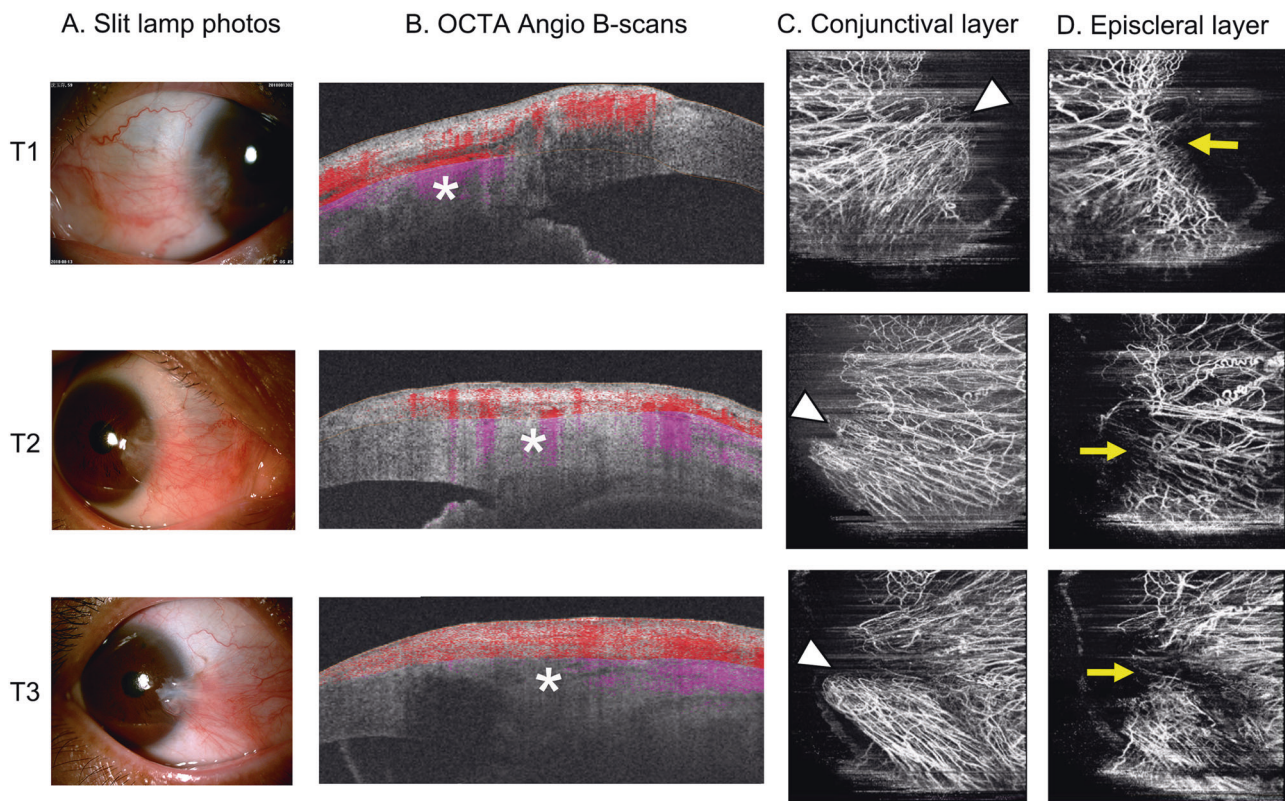 A. Slit lamp photos
B. OCTA Angio B-scans
C. Conjunctival layer
D. Episcleral layer
T1
*
T2
*
T3
*